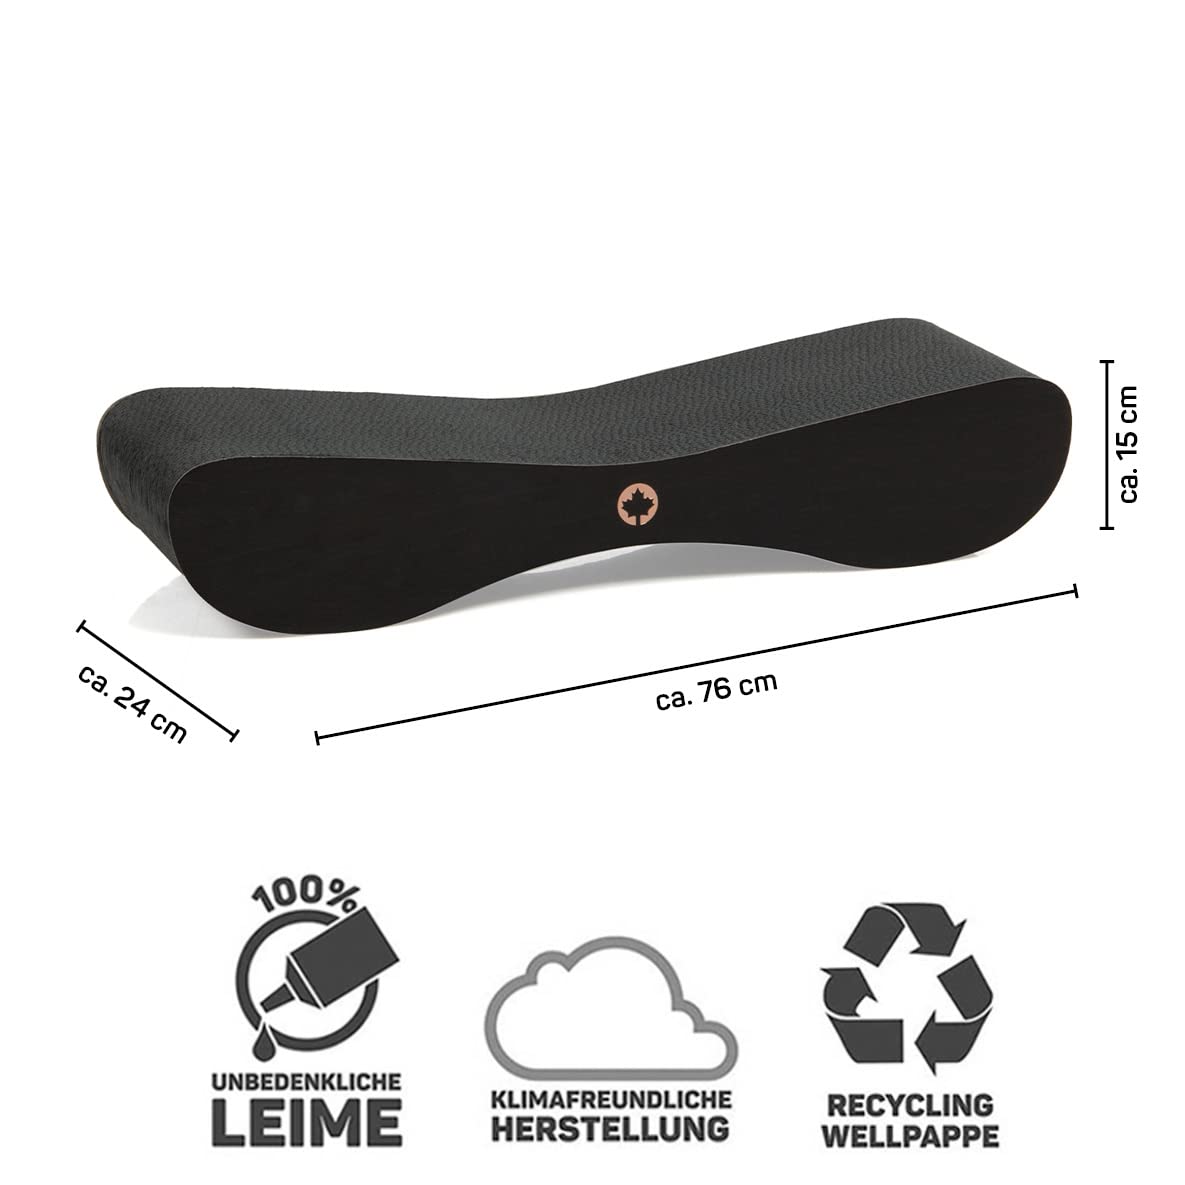 ca. 15 cm
ca. 24 cm
ca. 76 cm
100%
UNBEDENKLICHE
LEIME
KLIMAFREUNDLICHE
HERSTELLUNG
RECYCLING
WELLPAPPE